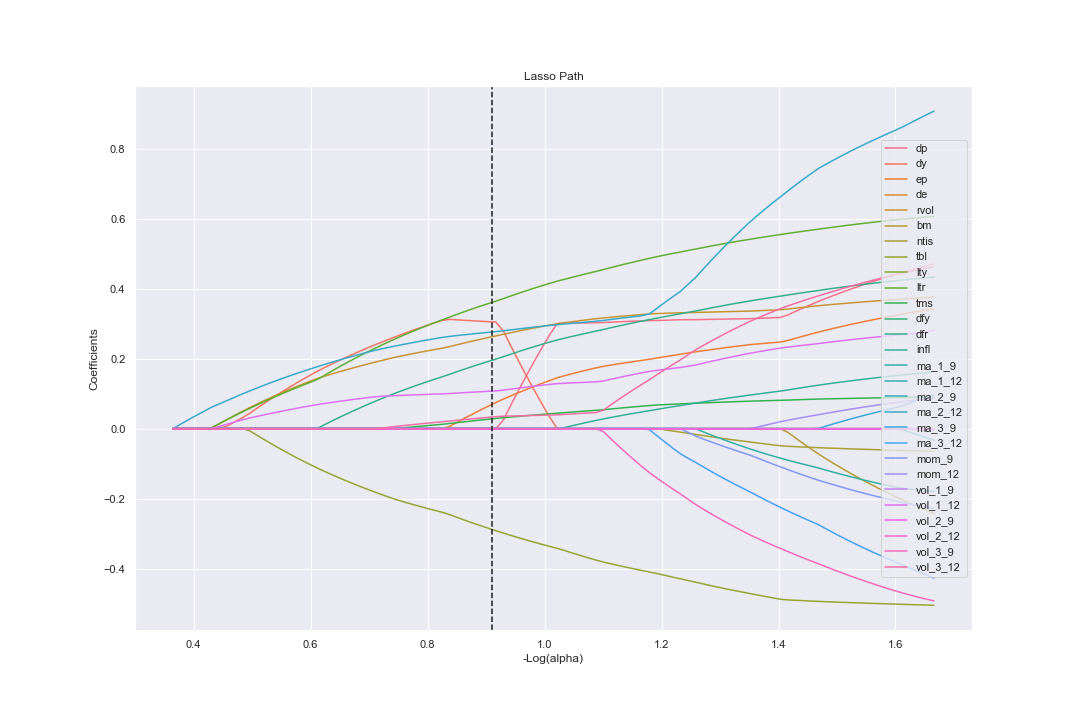 Lasso Path
Coefficients
0.8
0.6
0.4
0.2
0.0
−0.2
−0.4
dp
dy
ep
de
rvol
bm
ntis
tbl
lty
ltr
tms
dfy
dfr
infl
ma_1_9
ma_1_12
ma_2_9
ma_2_12
ma_3_9
ma_3_12
mom_9
mom_12
vol_1_9
vol_1_12
vol_2_9
vol_2_12
vol_3_9
vol_3_12
0.4 0.6 0.8 1.0 1.2 1.4 1.6
-Log(alpha)